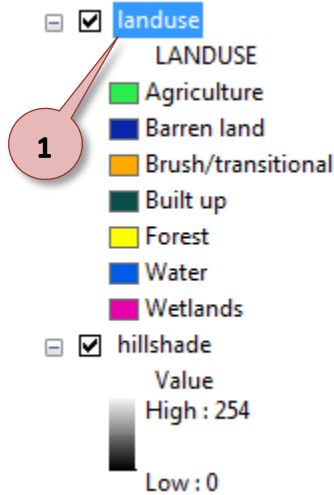 landuse
LANDUSE
Agriculture
Barren land
1
Brush/transitional
Built up
Forest
Water
Wetlands
hillshade
Value
High : 254
Low : 0